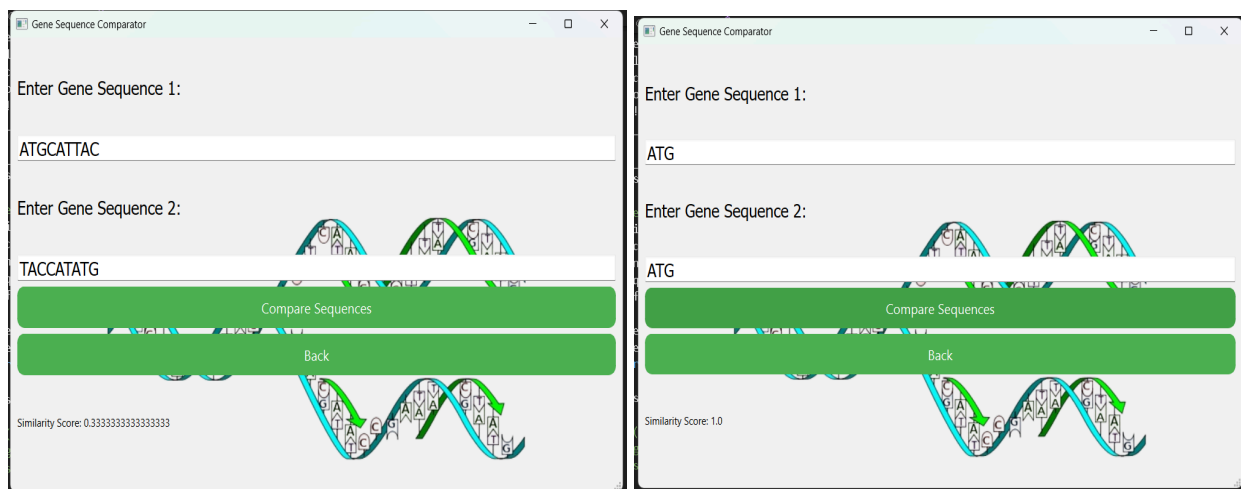 Gene Sequence Comparator
Enter Gene Sequence 1:
ATGCATTAC
Enter Gene Sequence 2:
TACCATATG
Compare Sequences
Back
Similarity Score: 0.3333333333333333
Gene Sequence Comparator
Enter Gene Sequence 1:
ATG
Enter Gene Sequence 2:
ATG
Compare Sequences
Back
Similarity Score: 1.0